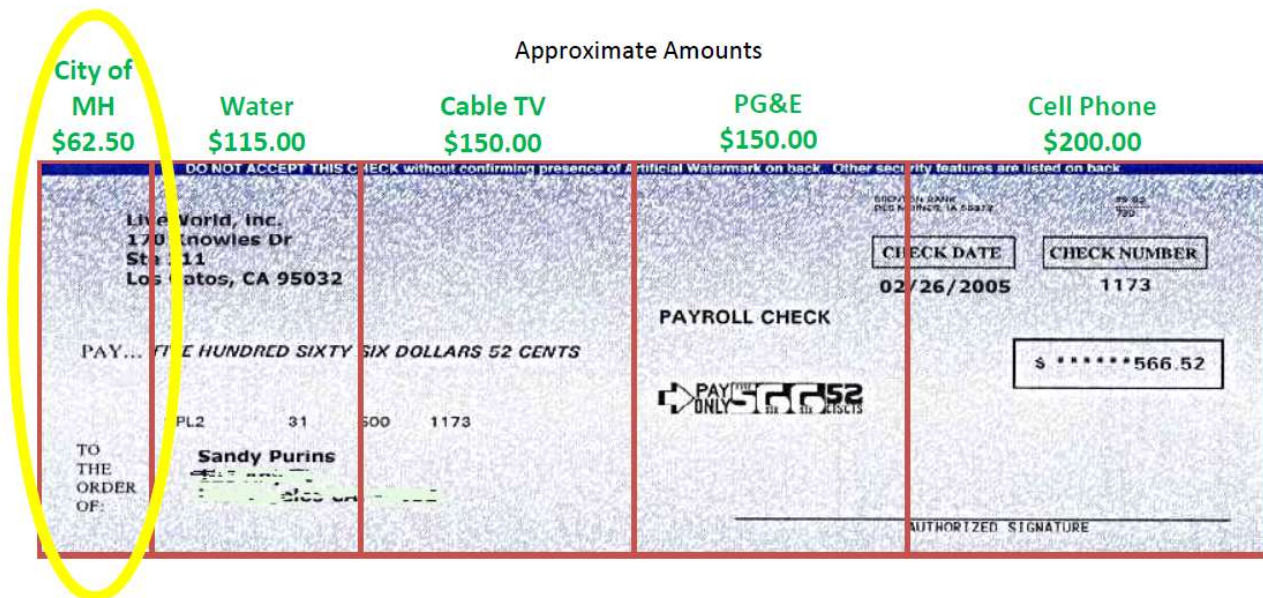 Approximate Amounts
City of
MH
$62.50
Water
$115.00
Cable TV
$150.00
PG&E
$150.00
Cell Phone
$200.00
DO NOT ACCEPT THIS CHECK without confirming presence of Artificial Watermark on back. Other security features are listed on back.
LiveWorld, inc.
170 Knowles Dr
Ste 211
Los Gatos, CA 95032
CHECK DATE
CHECK NUMBER
02/26/2005
1173
PAYROLL CHECK
PAY... FIVE HUNDRED SIXTY SIX DOLLARS 52 CENTS
$ ******566.52
PAY
ONLY
52
31 1173
TO
THE
ORDER
OF:
Sandy Purins
AUTHORIZED SIGNATURE